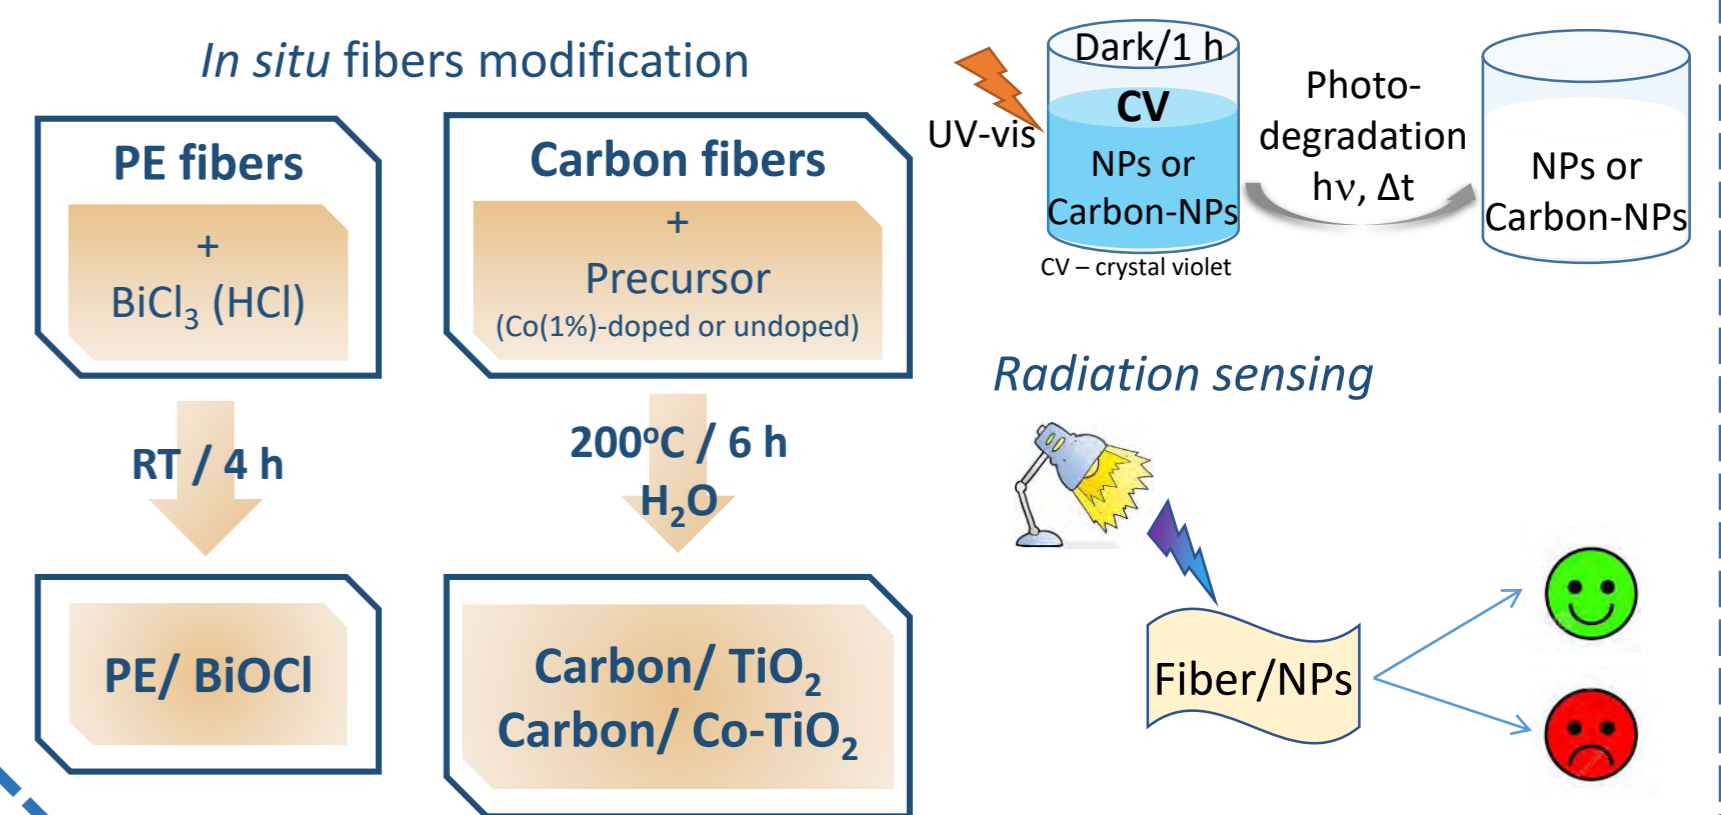 In situ fibers modification
PE fibers
+
BiCl₃ (HCl)
RT / 4 h
PE/ BiOCl
Carbon fibers
+
Precursor
(Co(1%)-doped or undoped)
200ºC / 6 h
H₂O
Carbon/ TiO₂
Carbon/ Co-TiO₂
UV-vis
Dark/1 h
CV
NPs or
Carbon-NPs
CV – crystal violet
Photo-
degradation
hν, Δt
NPs or
Carbon-NPs
Radiation sensing
Fiber/NPs